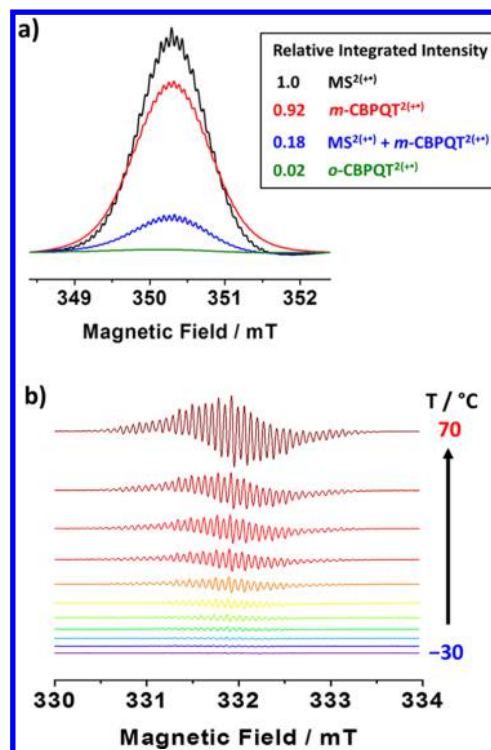 a)
Relative Integrated Intensity
1.0 MS²⁽⁺•⁾
0.92 m-CBPQT²⁽⁺•⁾
0.18 MS²⁽⁺•⁾ + m-CBPQT²⁽⁺•⁾
0.02 o-CBPQT²⁽⁺•⁾
349 350 351 352
Magnetic Field / mT
b)
T / °C
70
−30
330 331 332 333 334
Magnetic Field / mT